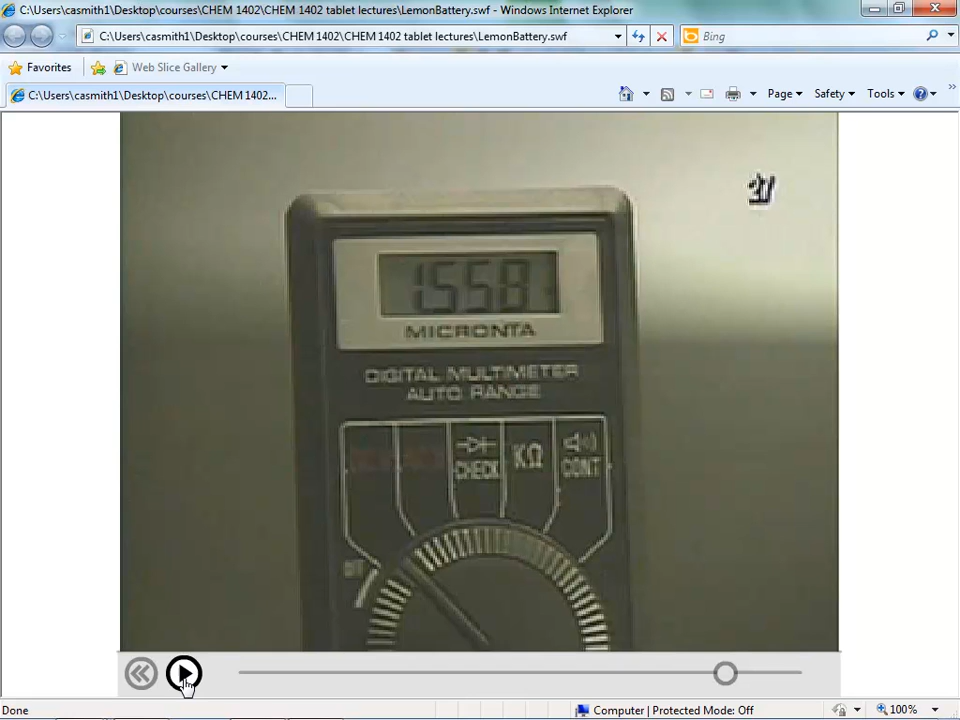 C:\Users\casmith1\Desktop\courses\CHEM 1402\CHEM 1402 tablet lectures\LemonBattery.swf - Windows Internet Explorer
C:\Users\casmith1\Desktop\courses\CHEM 1402\CHEM 1402 tablet lectures\LemonBattery.swf
Bing
Favorites
Web Slice Gallery
C:\Users\casmith1\Desktop\courses\CHEM 1402...
Page
Safety
Tools
1.558
MICRONTA
DIGITAL MULTIMETER
AUTO RANGE
CHECK
KΩ
CONT
Done
Computer | Protected Mode: Off
100%